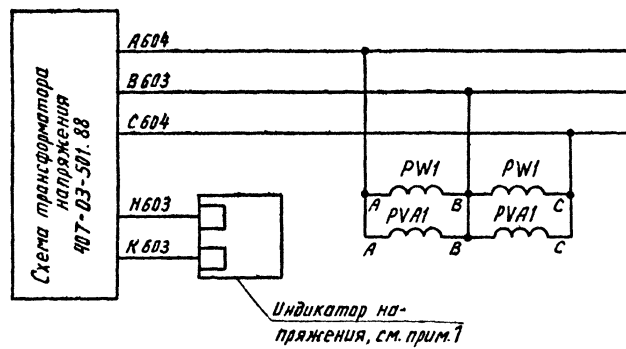 Схема трансформатора
напряжения
407-03-501.88
A604
B603
C604
H603
K603
PW1
PW1
A
B
C
PVA1
PVA1
A
B
C
Индикатор на-
пряжения, см. прим. 1